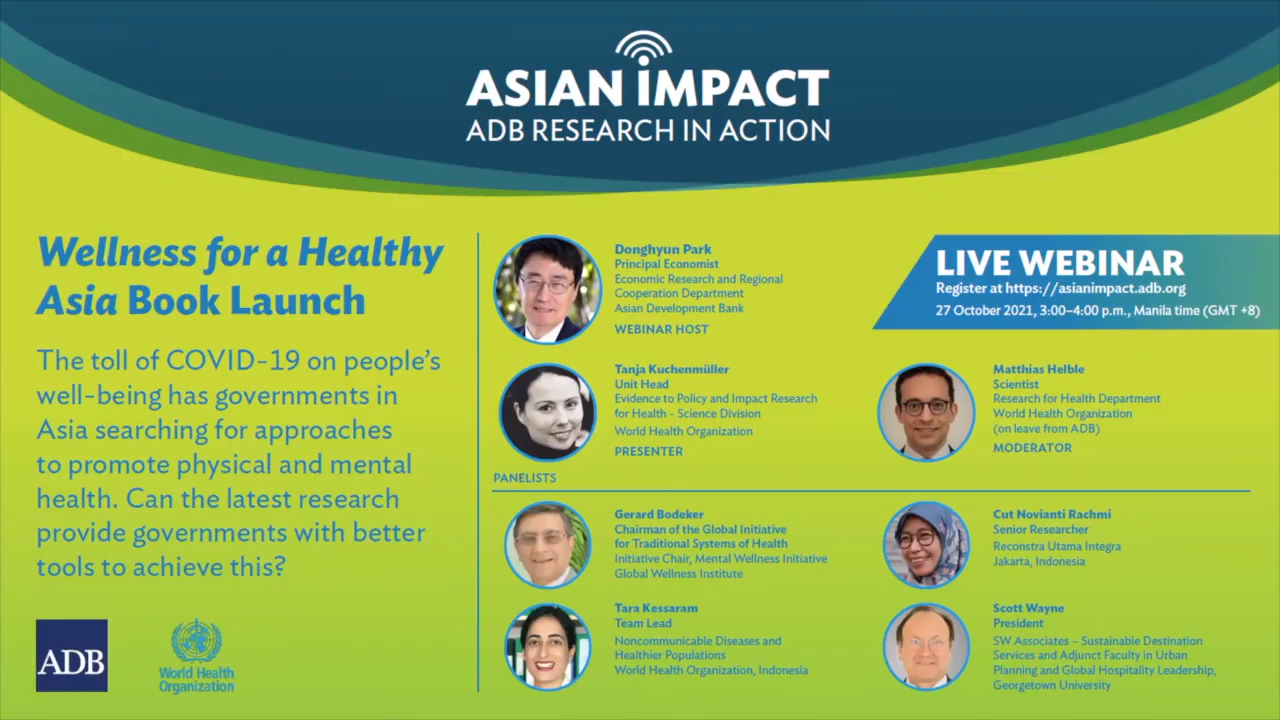 ASIAN IMPACT
ADB RESEARCH IN ACTION
Wellness for a Healthy
Asia Book Launch
The toll of COVID-19 on people's
well-being has governments in
Asia searching for approaches
to promote physical and mental
health. Can the latest research
provide governments with better
tools to achieve this?
ADB
World Health
Organization
Donghyun Park
Principal Economist
Economic Research and Regional
Cooperation Department
Asian Development Bank
WEBINAR HOST
LIVE WEBINAR
Register at https://asianimpact.adb.org
27 October 2021, 3:00–4:00 p.m., Manila time (GMT +8)
Tanja Kuchenmüller
Unit Head
Evidence to Policy and Impact Research
for Health - Science Division
World Health Organization
PRESENTER
Matthias Helble
Scientist
Research for Health Department
World Health Organization
(on leave from ADB)
MODERATOR
PANELISTS
Gerard Bodeker
Chairman of the Global Initiative
for Traditional Systems of Health
Initiative Chair, Mental Wellness Initiative
Global Wellness Institute
Cut Novianti Rachmi
Senior Researcher
Reconstra Utama Integra
Jakarta, Indonesia
Tara Kessaram
Team Lead
Noncommunicable Diseases and
Healthier Populations
World Health Organization, Indonesia
Scott Wayne
President
SW Associates – Sustainable Destination
Services and Adjunct Faculty in Urban
Planning and Global Hospitality Leadership,
Georgetown University